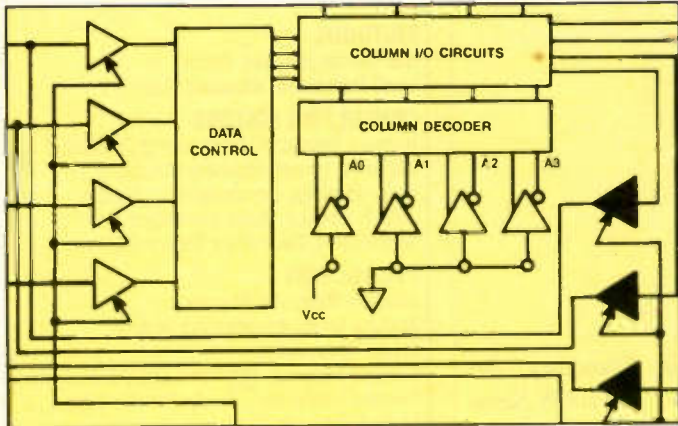 COLUMN I/O CIRCUITS
DATA
CONTROL
COLUMN DECODER
A0
A1
A2
A3
Vcc